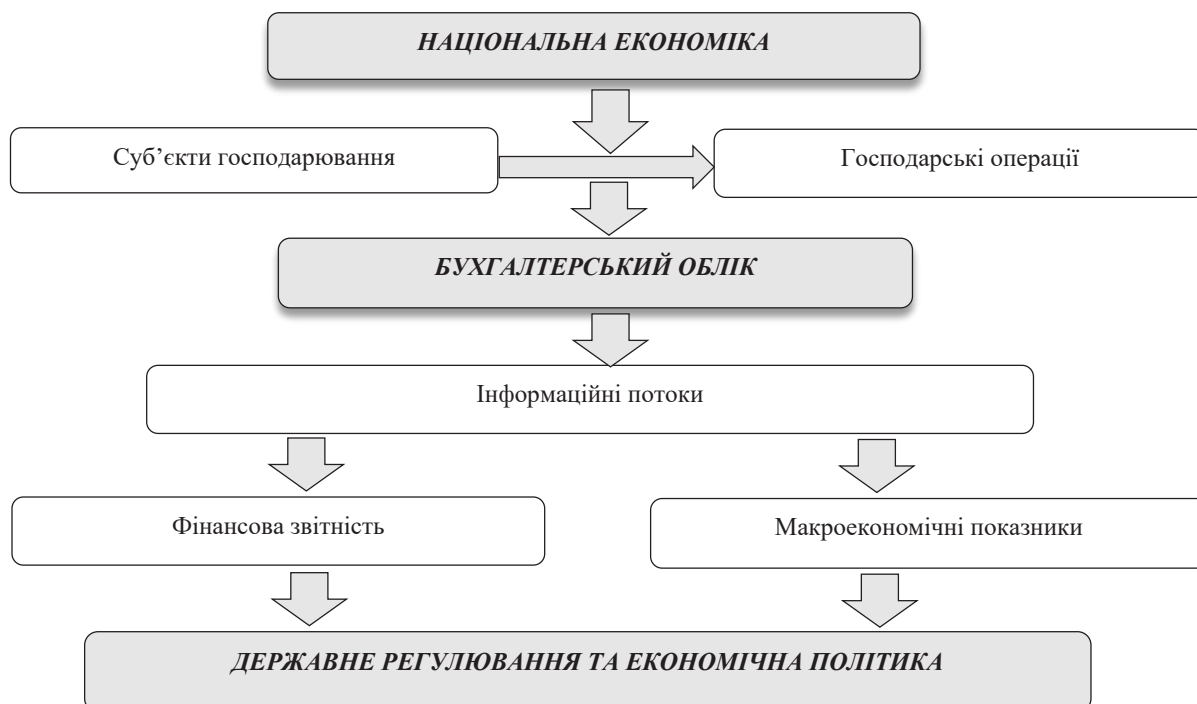 НАЦІОНАЛЬНА ЕКОНОМІКА
Суб’єкти господарювання
Господарські операції
БУХГАЛТЕРСЬКИЙ ОБЛІК
Інформаційні потоки
Фінансова звітність
Макроекономічні показники
ДЕРЖАВНЕ РЕГУЛЮВАННЯ ТА ЕКОНОМІЧНА ПОЛІТИКА